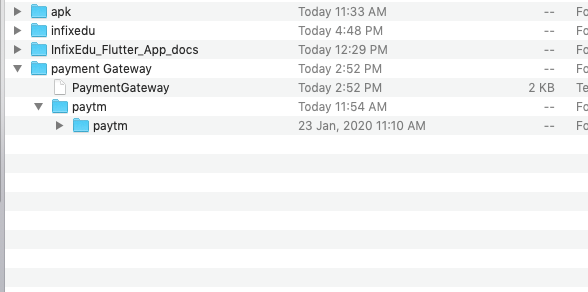 apk Today 11:33 AM -- Fo
infixedu Today 4:48 PM -- Fo
InfixEdu_Flutter_App_docs Today 12:29 PM -- Fo
payment Gateway Today 2:52 PM -- Fo
PaymentGateway Today 2:52 PM 2 KB Te
paytm Today 11:54 AM -- Fo
paytm 23 Jan, 2020 11:10 AM -- Fo